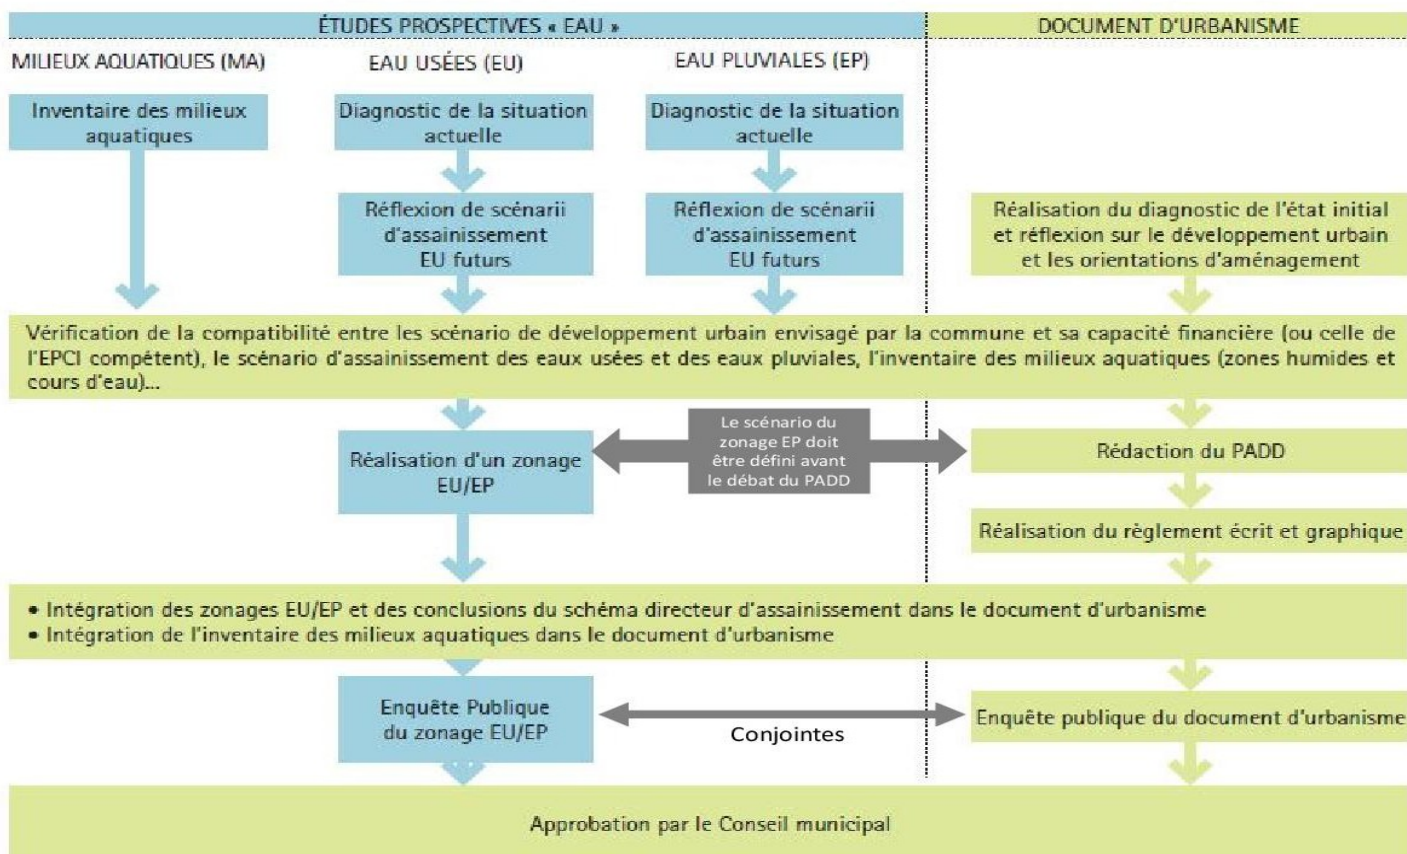 ÉTUDES PROSPECTIVES « EAU »
DOCUMENT D'URBANISME
MILIEUX AQUATIQUES (MA)
EAU USÉES (EU)
EAU PLUVIALES (EP)
Inventaire des milieux
aquatiques
Diagnostic de la situation
actuelle
Diagnostic de la situation
actuelle
Réflexion de scénarii
d'assainissement
EU futurs
Réflexion de scénarii
d'assainissement
EU futurs
Réalisation du diagnostic de l'état initial
et réflexion sur le développement urbain
et les orientations d'aménagement
Vérification de la compatibilité entre les scénario de développement urbain envisagé par la commune et sa capacité financière (ou celle de
l'EPCI compétent), le scénario d'assainissement des eaux usées et des eaux pluviales, l'inventaire des milieux aquatiques (zones humides et
cours d'eau)...
Réalisation d'un zonage
EU/EP
Le scénario du
zonage EP doit
être défini avant
le débat du PADD
Rédaction du PADD
Réalisation du règlement écrit et graphique
• Intégration des zonages EU/EP et des conclusions du schéma directeur d'assainissement dans le document d'urbanisme
• Intégration de l'inventaire des milieux aquatiques dans le document d'urbanisme
Enquête Publique
du zonage EU/EP
Conjointes
Enquête publique du document d'urbanisme
Approbation par le Conseil municipal